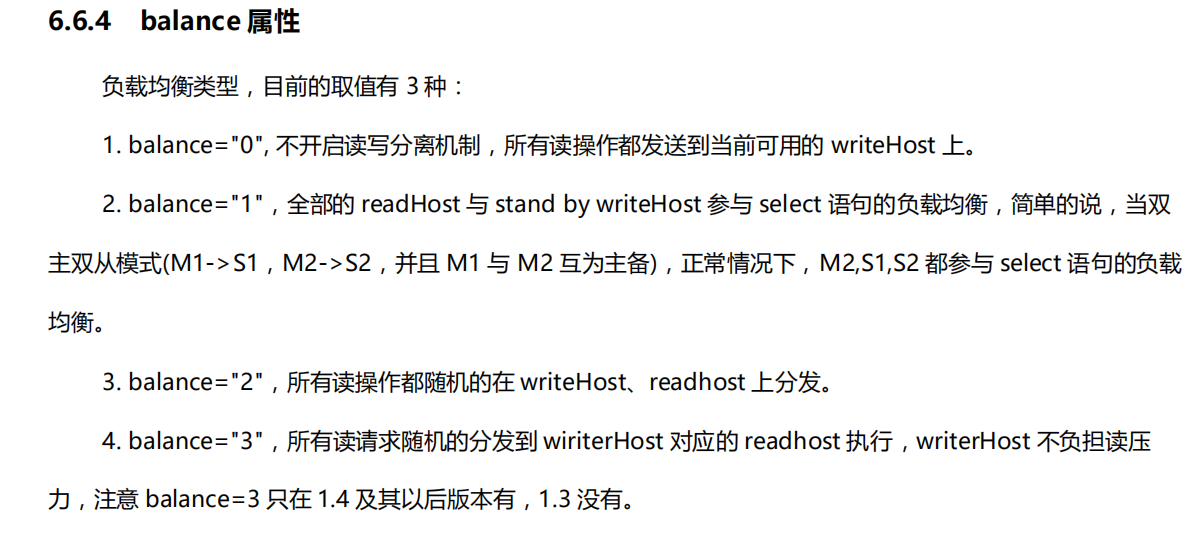 6.6.4 balance 属性
负载均衡类型，目前的取值有 3 种：
1. balance="0", 不开启读写分离机制，所有读操作都发送到当前可用的 writeHost 上。
2. balance="1"，全部的 readHost 与 stand by writeHost 参与 select 语句的负载均衡，简单的说，当双
主双从模式(M1->S1，M2->S2，并且 M1 与 M2 互为主备)，正常情况下，M2,S1,S2 都参与 select 语句的负载
均衡。
3. balance="2"，所有读操作都随机的在 writeHost、readhost 上分发。
4. balance="3"，所有读请求随机的分发到 wiriterHost 对应的 readhost 执行，writerHost 不负担读压
力，注意 balance=3 只在 1.4 及其以后版本有，1.3 没有。